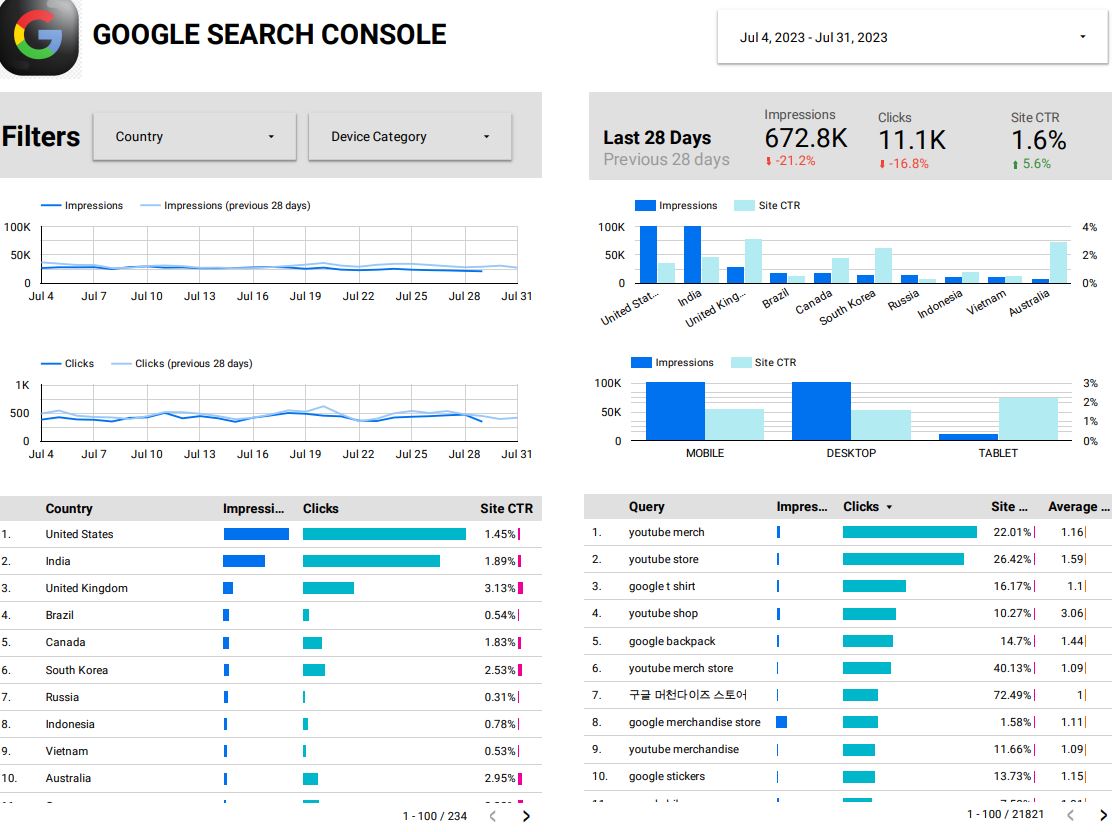 GOOGLE SEARCH CONSOLE
Jul 4, 2023 - Jul 31, 2023
Filters
Country
Device Category
Last 28 Days
Previous 28 days
Impressions
672.8K
-21.2%
Clicks
11.1K
-16.8%
Site CTR
1.6%
5.6%
Impressions Impressions (previous 28 days)
100K
50K
0
Jul 4 Jul 7 Jul 10 Jul 13 Jul 16 Jul 19 Jul 22 Jul 25 Jul 28 Jul 31
Impressions Site CTR
100K 4%
50K 2%
0 0%
United Stat... India United King... Brazil Canada South Korea Russia Indonesia Vietnam Australia
Clicks Clicks (previous 28 days)
1K
500
0
Jul 4 Jul 7 Jul 10 Jul 13 Jul 16 Jul 19 Jul 22 Jul 25 Jul 28 Jul 31
Impressions Site CTR
100K 3%
2%
50K 1%
0 0%
MOBILE DESKTOP TABLET
Country Impressi... Clicks Site CTR
1. United States 1.45%
2. India 1.89%
3. United Kingdom 3.13%
4. Brazil 0.54%
5. Canada 1.83%
6. South Korea 2.53%
7. Russia 0.31%
8. Indonesia 0.78%
9. Vietnam 0.53%
10. Australia 2.95%
1 - 100 / 234
Query Impres... Clicks Site ... Average ...
1. youtube merch 22.01% 1.16
2. youtube store 26.42% 1.59
3. google t shirt 16.17% 1.1
4. youtube shop 10.27% 3.06
5. google backpack 14.7% 1.44
6. youtube merch store 40.13% 1.09
7. 구글 머천다이즈 스토어 72.49% 1
8. google merchandise store 1.58% 1.11
9. youtube merchandise 11.66% 1.09
10. google stickers 13.73% 1.15
1 - 100 / 21821